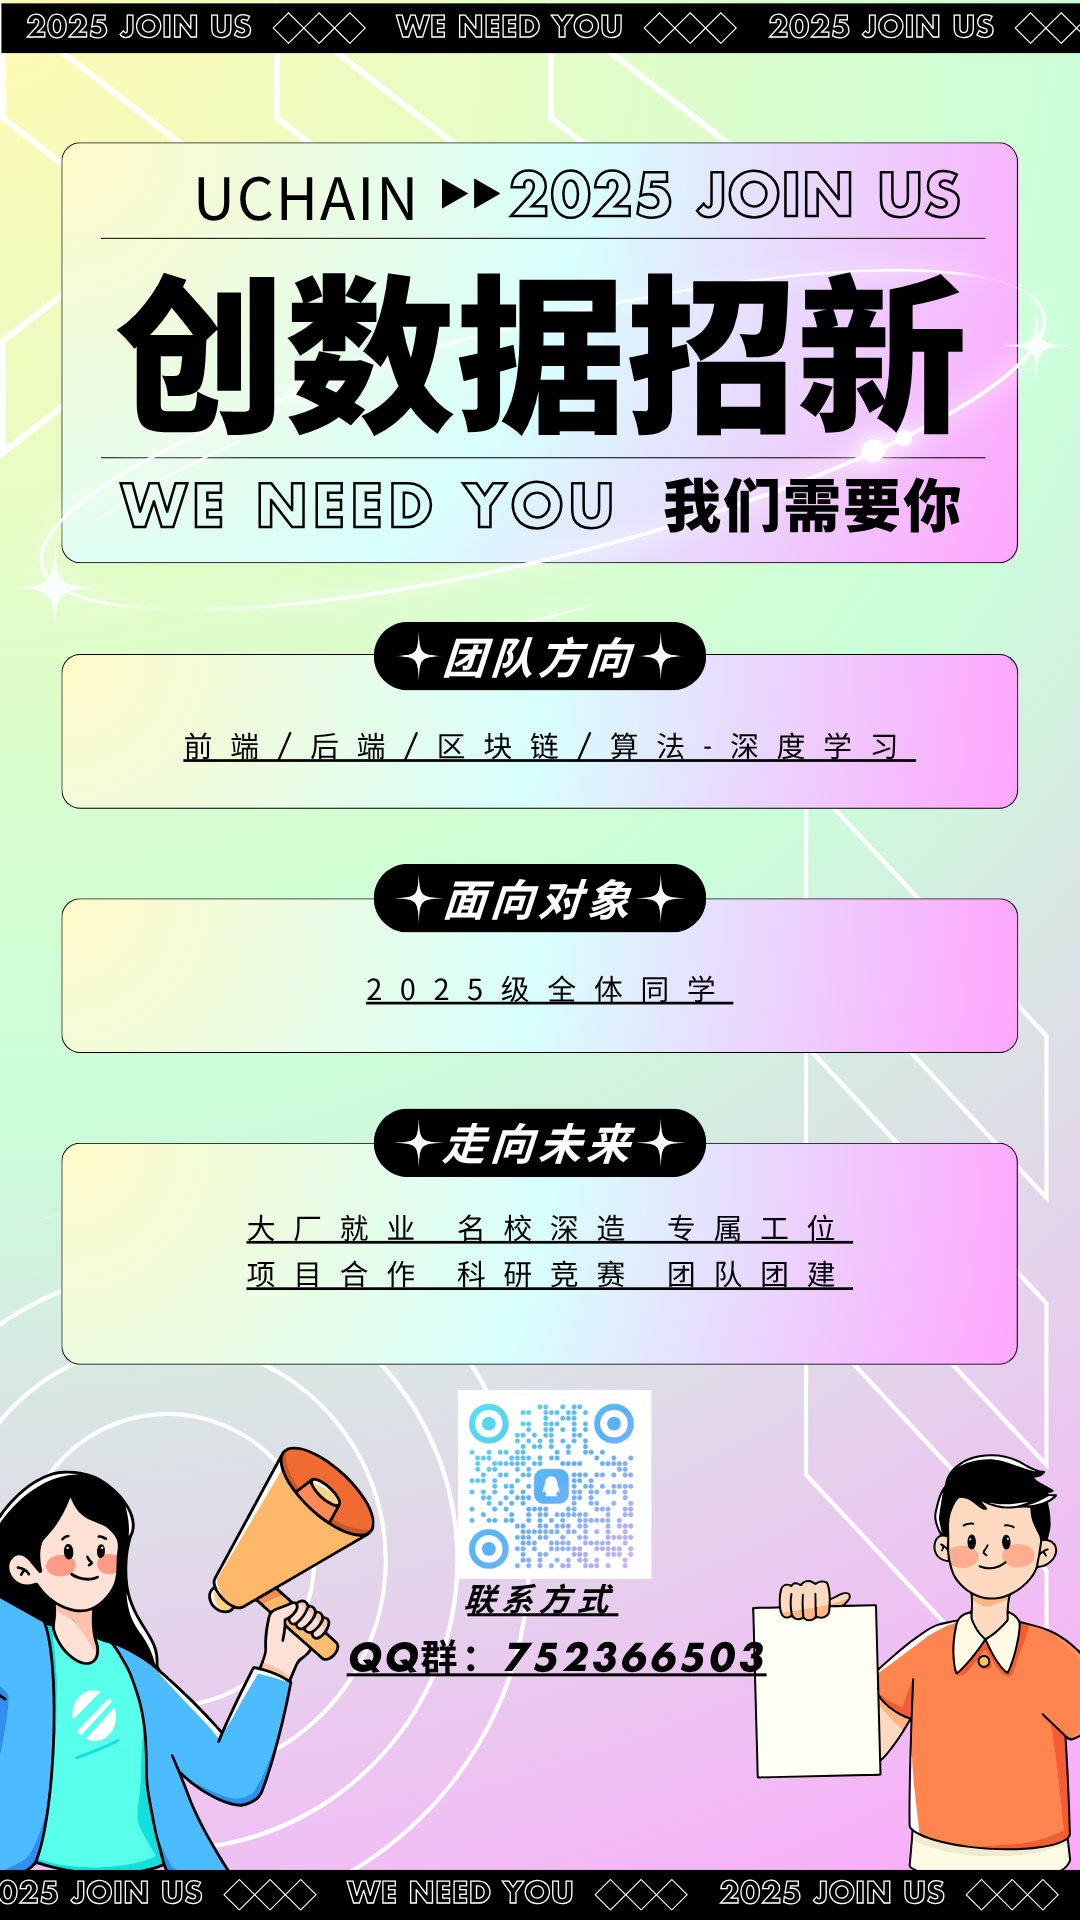 2025 JOIN US WE NEED YOU 2025 JOIN US
UCHAIN 2025 JOIN US
创数据招新
WE NEED YOU 我们需要你
团队方向
前端/后端/区块链/算法-深度学习
面向对象
2025级全体同学
走向未来
大厂就业 名校深造 专属工位
项目合作 科研竞赛 团队团建
联系方式
QQ群：752366503
025 JOIN US WE NEED YOU 2025 JOIN US